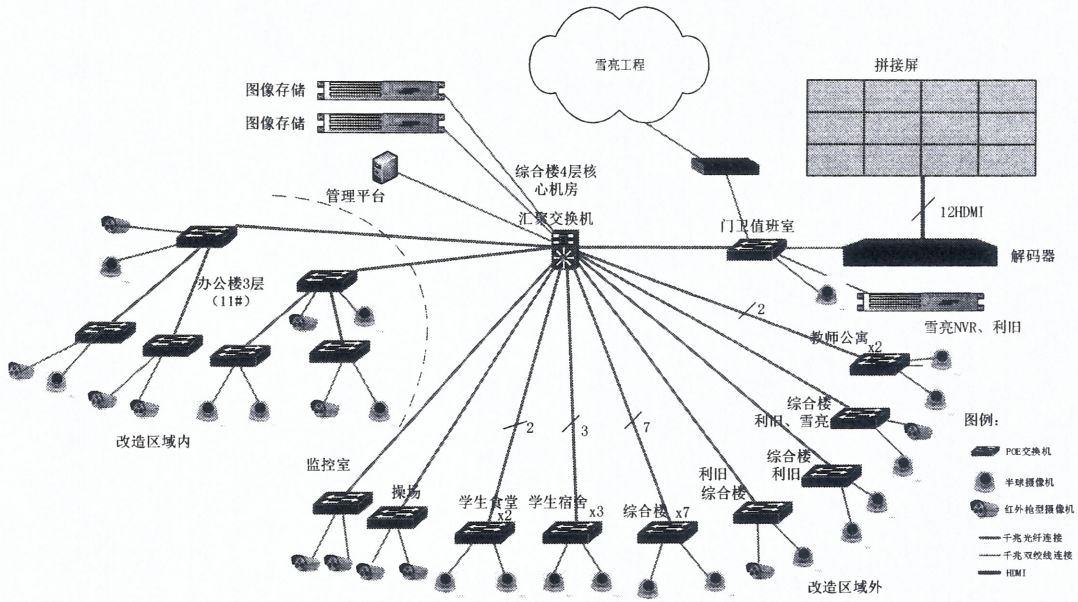 雪亮工程
拼接屏
图像存储
图像存储
综合楼4层核
心机房
管理平台
汇聚交换机
门卫值班室
12HDMI
解码器
办公楼3层
（11#）
雪亮NVR、利旧
2
教师公寓
x2
改造区域内
综合楼
利旧、雪亮
图例：
2
3
7
POE交换机
监控室
综合楼
利旧
利旧
综合楼
半球摄像机
操场
学生食堂
x2
学生宿舍
x3
综合楼
x7
红外枪型摄像机
千兆光纤连接
千兆双绞线连接
HDMI
改造区域外